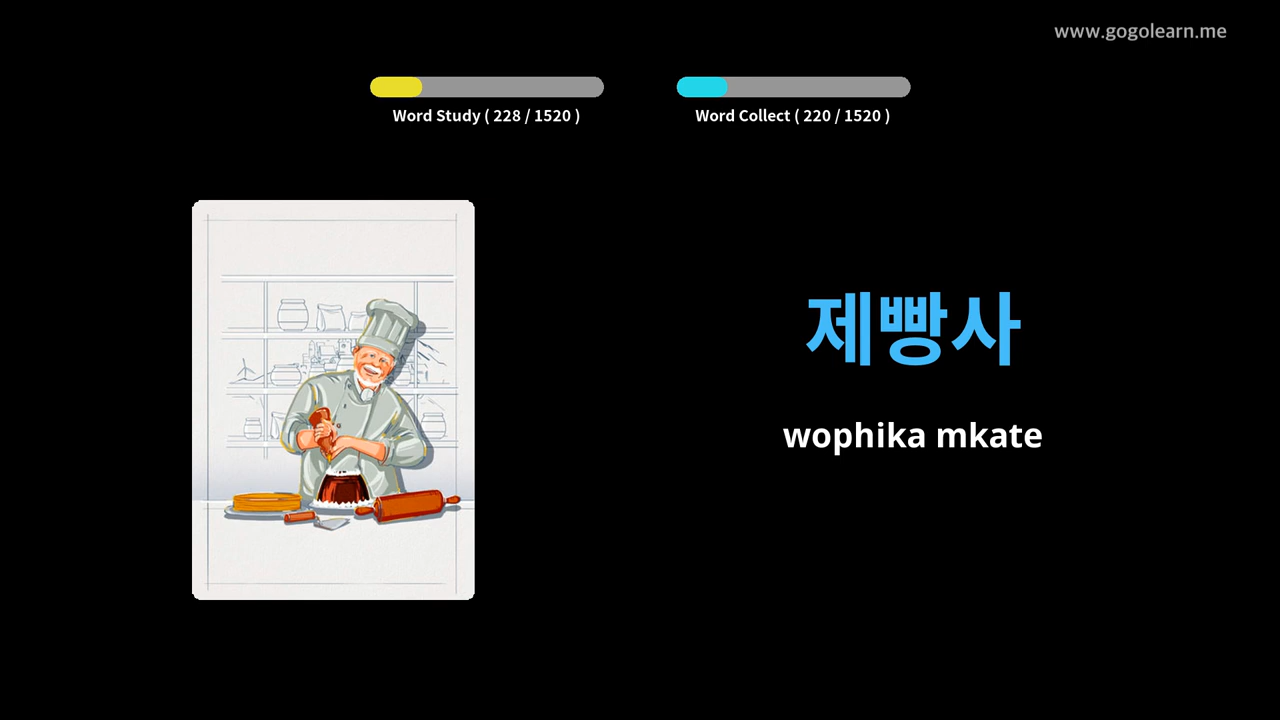 www.gogolearn.me
Word Study ( 228 / 1520 )
Word Collect ( 220 / 1520 )
제빵사
wophika mkate